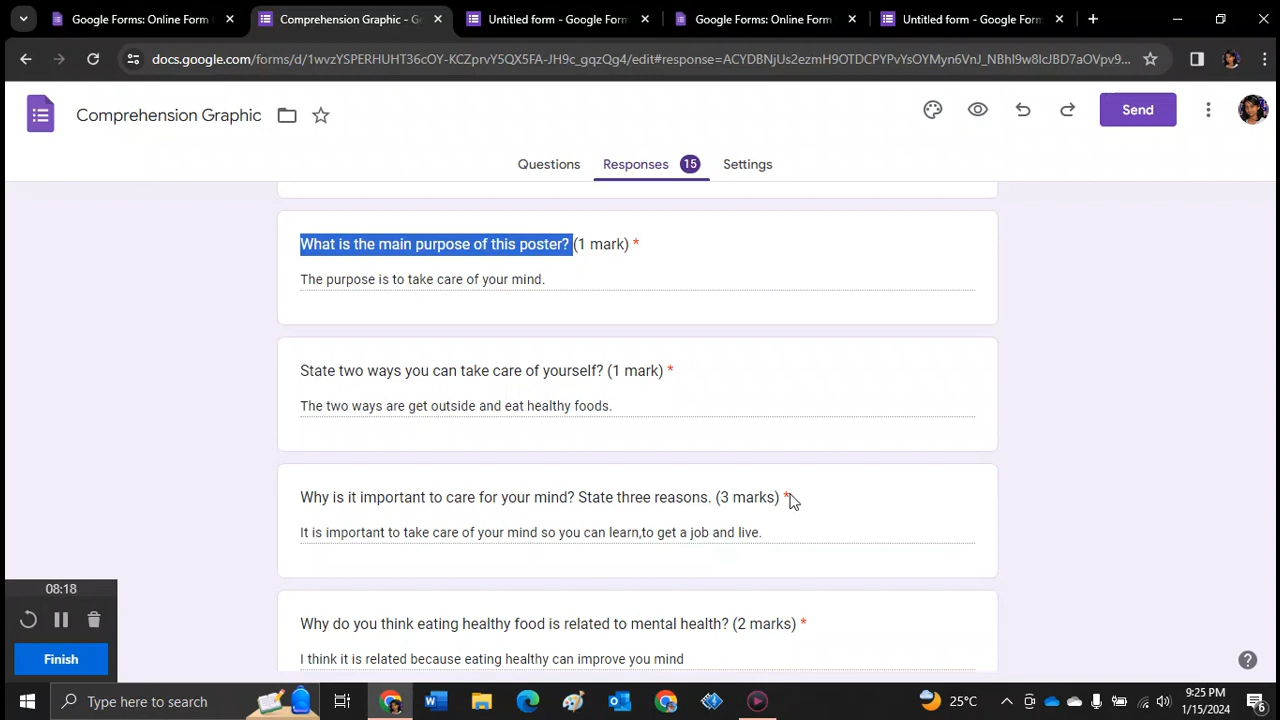 Google Forms: Online Form
Comprehension Graphic - G
Untitled form - Google Form
Google Forms: Online Form
Untitled form - Google Form
docs.google.com/forms/d/1wvzYSPERHUHT36cOY-KCZprvY5QX5FA-JH9c_gqzQg4/edit#response=ACYDBNjUs2ezmH9OTDCPYPvYsOYMyn6VnJ_NBhl9w8lcJBD7aOVpv9...
Comprehension Graphic
Send
Questions
Responses 15
Settings
What is the main purpose of this poster? (1 mark) *
The purpose is to take care of your mind.
State two ways you can take care of yourself? (1 mark) *
The two ways are get outside and eat healthy foods.
Why is it important to care for your mind? State three reasons. (3 marks) *
It is important to take care of your mind so you can learn,to get a job and live.
08:18
Why do you think eating healthy food is related to mental health? (2 marks) *
I think it is related because eating healthy can improve you mind
Finish
Type here to search
25°C
9:25 PM
1/15/2024
6